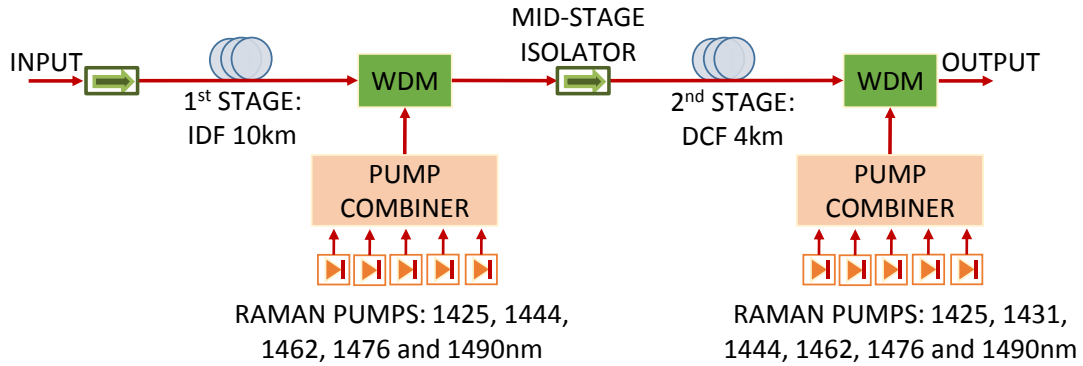 INPUT
1st STAGE:
IDF 10km
WDM
MID-STAGE
ISOLATOR
2nd STAGE:
DCF 4km
WDM
OUTPUT
PUMP
COMBINER
RAMAN PUMPS: 1425, 1444,
1462, 1476 and 1490nm
PUMP
COMBINER
RAMAN PUMPS: 1425, 1431,
1444, 1462, 1476 and 1490nm